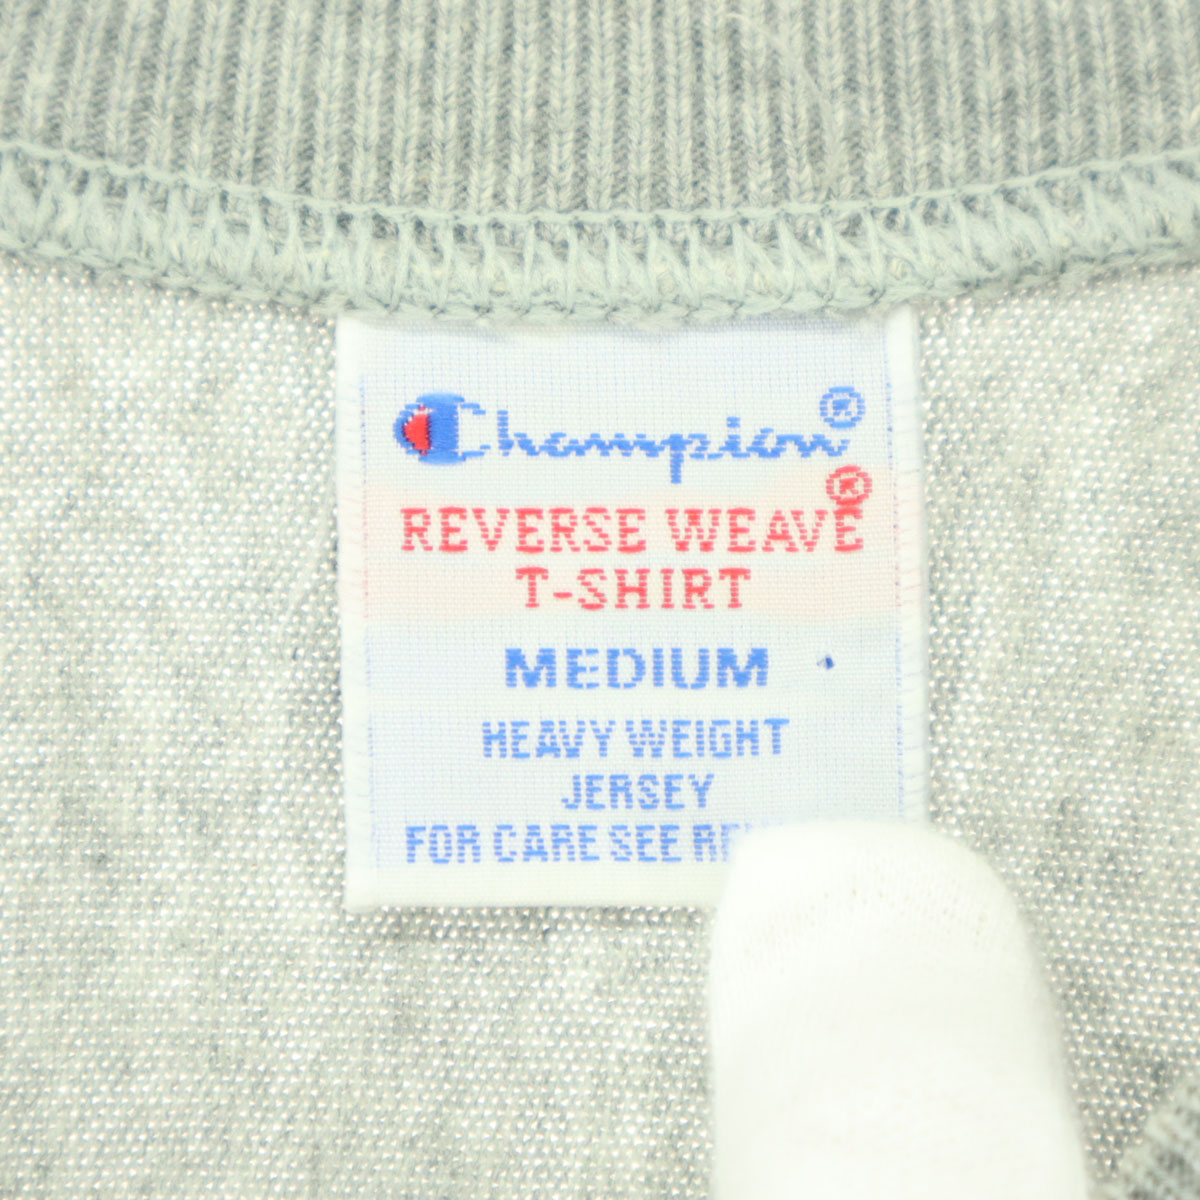 Champion®
REVERSE WEAVE®
T-SHIRT
MEDIUM
HEAVY WEIGHT
JERSEY
FOR CARE SEE